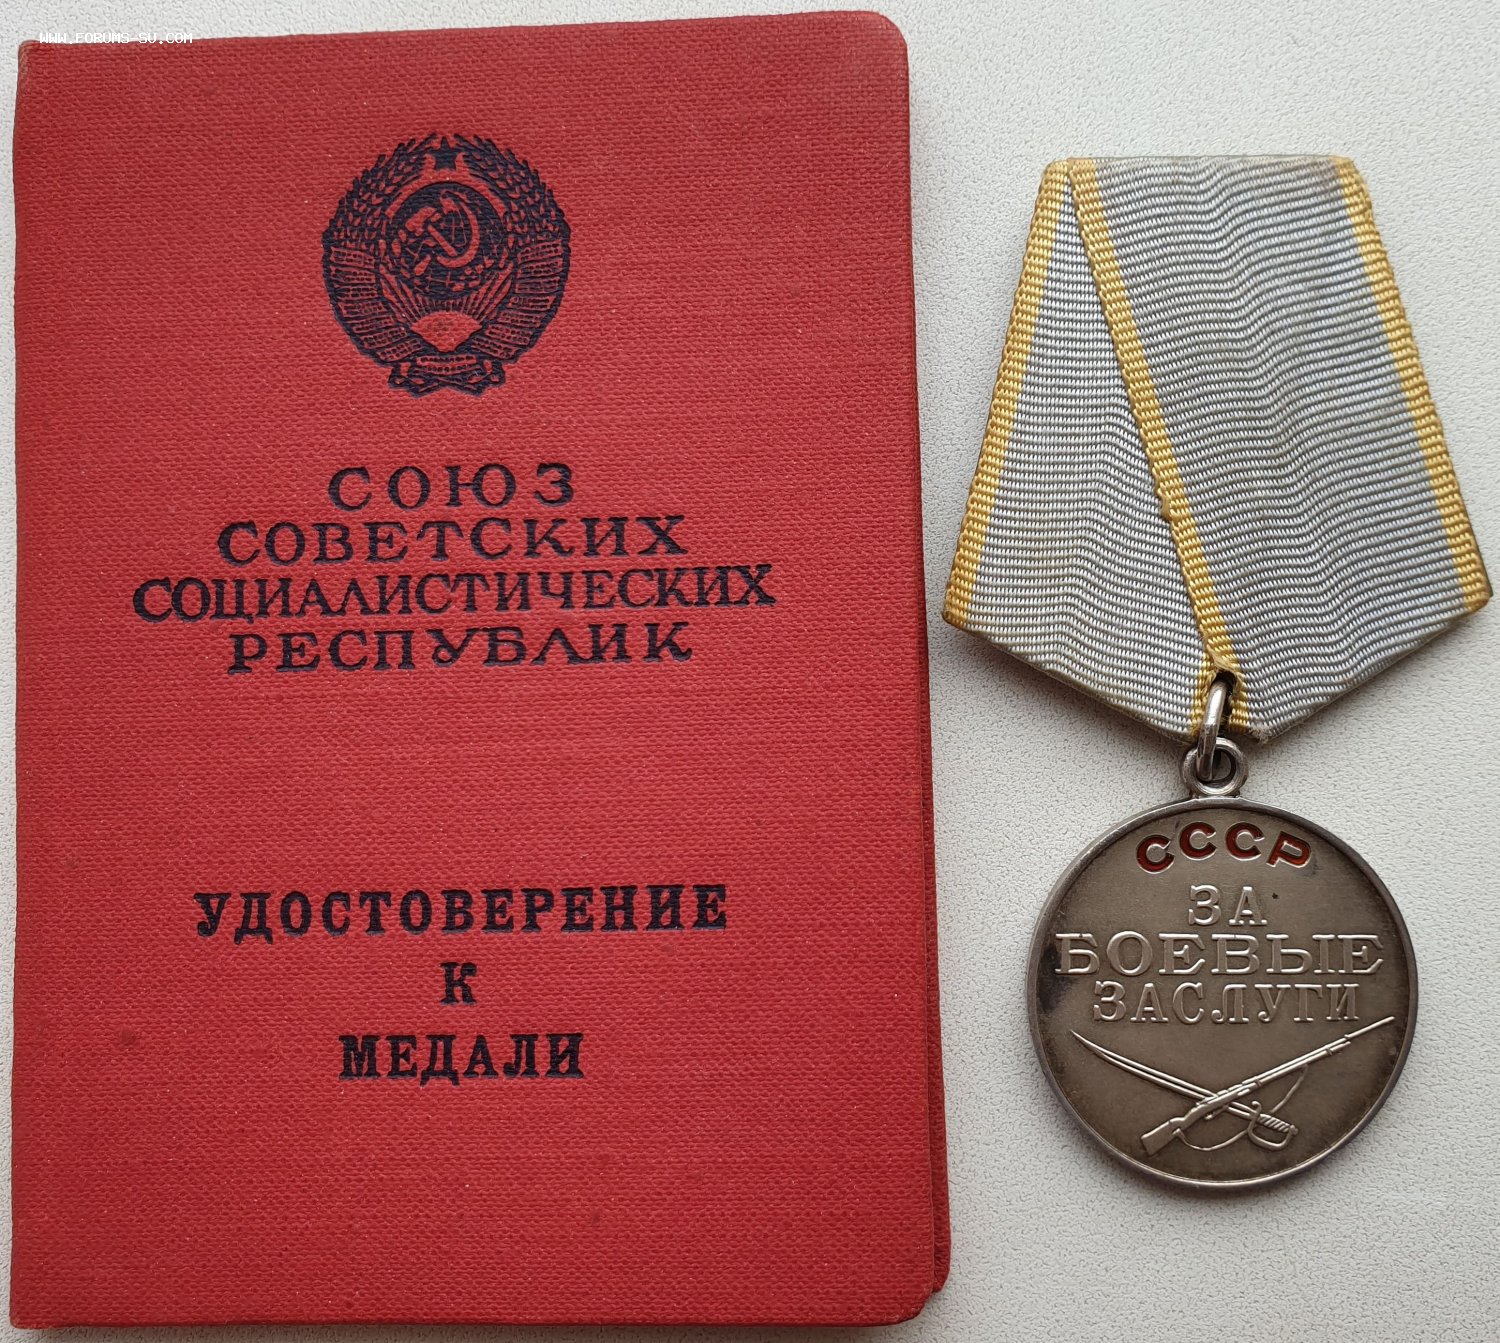 WWW.FORUMS-SU.COM
СОЮЗ
СОВЕТСКИХ
СОЦИАЛИСТИЧЕСКИХ
РЕСПУБЛИК
УДОСТОВЕРЕНИЕ
К
МЕДАЛИ
СССР
ЗА
БОЕВЫЕ
ЗАСЛУГИ